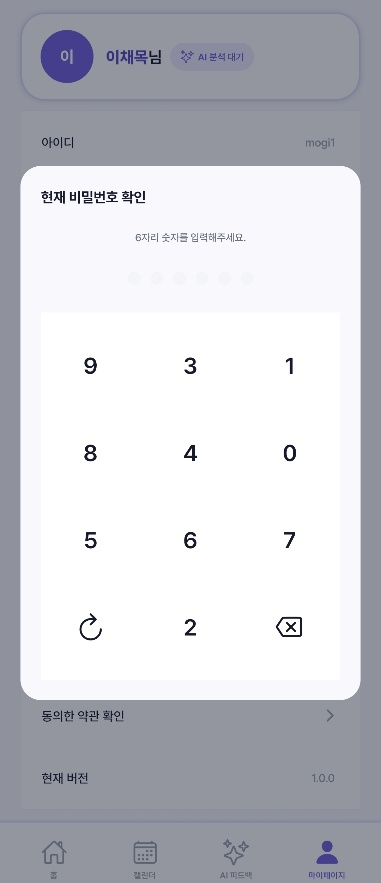 이
이채목님
AI 분석 대기
아이디
mogi1
현재 비밀번호 확인
6자리 숫자를 입력해주세요.
9 3 1
8 4 0
5 6 7
2
동의한 약관 확인
현재 버전
1.0.0
홈
캘린더
AI 피드백
마이페이지